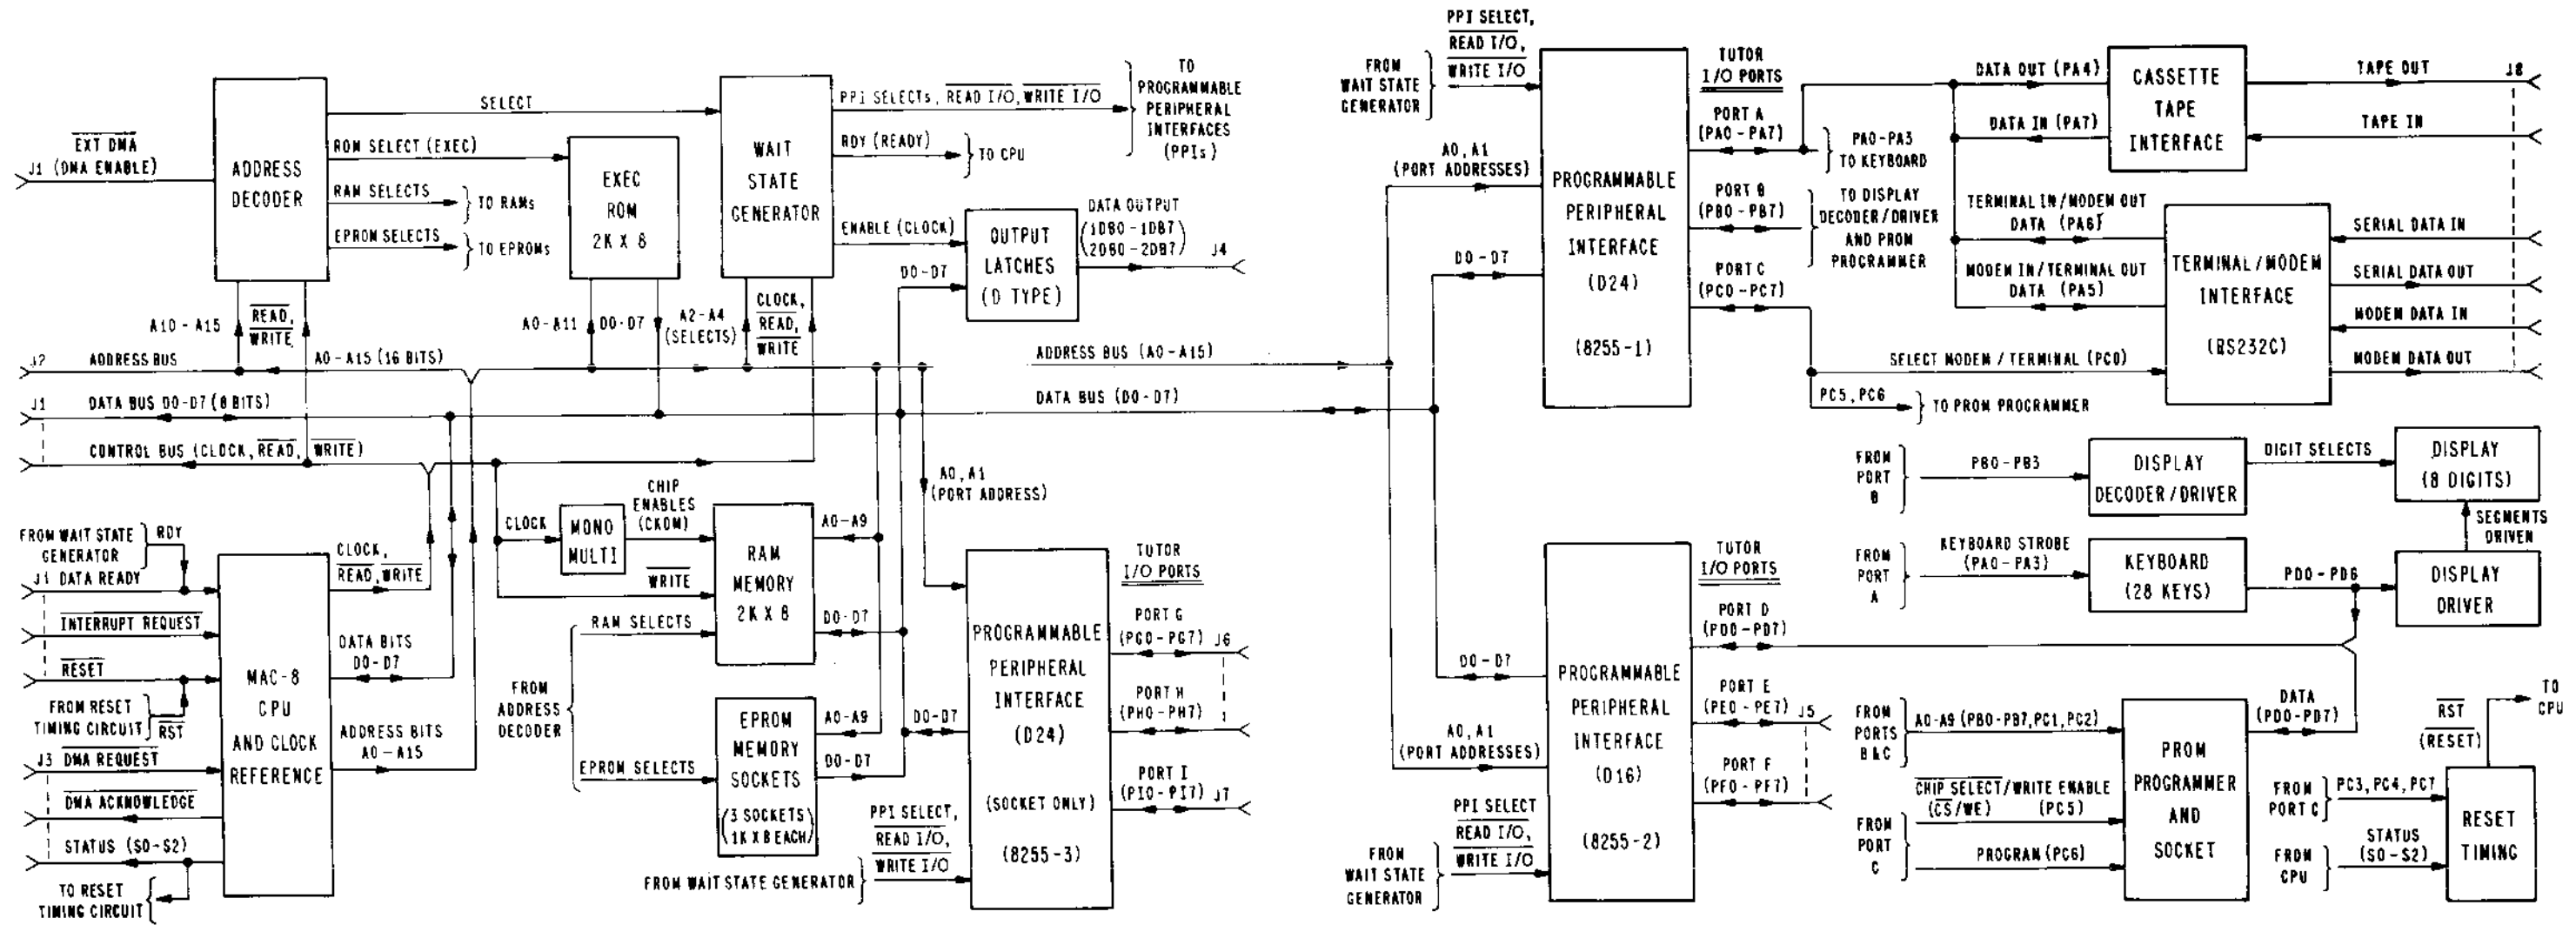 EXT DMA
J1 (DMA ENABLE)
ADDRESS
DECODER
SELECT
ROM SELECT (EXEC)
RAM SELECTS
TO RAMs
EPROM SELECTS
TO EPROMs
EXEC
ROM
2K X 8
WAIT
STATE
GENERATOR
PPI SELECTs, READ I/O, WRITE I/O
TO
PROGRAMMABLE
PERIPHERAL
INTERFACES
(PPIs)
RDY (READY)
TO CPU
ENABLE (CLOCK)
OUTPUT
LATCHES
(D TYPE)
DATA OUTPUT
(1DB0-1DB7)
(2DB0-2DB7)
J4
D0-D7
A10-A15
READ,
WRITE
A0-A11
D0-D7
A2-A4
(SELECTS)
CLOCK,
READ,
WRITE
J2
ADDRESS BUS
A0-A15 (16 BITS)
J1
DATA BUS D0-D7 (8 BITS)
CONTROL BUS (CLOCK, READ, WRITE)
ADDRESS BUS (A0-A15)
DATA BUS (D0-D7)
FROM WAIT STATE
GENERATOR
RDY
J1 DATA READY
INTERRUPT REQUEST
RESET
FROM RESET
TIMING CIRCUIT
RST
J3 DMA REQUEST
DMA ACKNOWLEDGE
STATUS (S0-S2)
TO RESET
TIMING CIRCUIT
MAC-8
CPU
AND CLOCK
REFERENCE
CLOCK,
READ, WRITE
DATA BITS
D0-D7
ADDRESS BITS
A0-A15
CLOCK
MONO
MULTI
CHIP
ENABLES
(CKOM)
WRITE
RAM SELECTS
FROM
ADDRESS
DECODER
EPROM SELECTS
RAM
MEMORY
2K X 8
A0-A9
D0-D7
EPROM
MEMORY
SOCKETS
(3 SOCKETS
1K X 8 EACH)
A0-A9
D0-D7
A0, A1
(PORT ADDRESS)
D0-D7
PPI SELECT,
READ I/O,
WRITE I/O
FROM WAIT STATE GENERATOR
PROGRAMMABLE
PERIPHERAL
INTERFACE
(D24)
(SOCKET ONLY)
(8255-3)
TUTOR
I/O PORTS
PORT G
(PG0-PG7)
J6
PORT H
(PH0-PH7)
PORT I
(PI0-PI7)
J7
PPI SELECT,
READ I/O,
WRITE I/O
FROM
WAIT STATE
GENERATOR
A0, A1
(PORT ADDRESSES)
D0-D7
PROGRAMMABLE
PERIPHERAL
INTERFACE
(D24)
(8255-1)
TUTOR
I/O PORTS
PORT A
(PA0-PA7)
PA0-PA3
TO KEYBOARD
PORT B
(PB0-PB7)
TO DISPLAY
DECODER/DRIVER
AND PROM
PROGRAMMER
PORT C
(PC0-PC7)
DATA OUT (PA4)
DATA IN (PA7)
CASSETTE
TAPE
INTERFACE
TAPE OUT
J8
TAPE IN
TERMINAL IN/MODEM OUT
DATA (PA6)
MODEM IN/TERMINAL OUT
DATA (PA5)
SELECT MODEM / TERMINAL (PC0)
PC5, PC6
TO PROM PROGRAMMER
TERMINAL/MODEM
INTERFACE
(RS232C)
SERIAL DATA IN
SERIAL DATA OUT
MODEM DATA IN
MODEM DATA OUT
FROM
PORT
B
PB0-PB3
DISPLAY
DECODER/DRIVER
DIGIT SELECTS
DISPLAY
(8 DIGITS)
SEGMENTS
DRIVEN
FROM
PORT
A
KEYBOARD STROBE
(PA0-PA3)
KEYBOARD
(28 KEYS)
PD0-PD6
DISPLAY
DRIVER
D0-D7
A0, A1
(PORT ADDRESSES)
PPI SELECT
READ I/O,
WRITE I/O
FROM
WAIT STATE
GENERATOR
PROGRAMMABLE
PERIPHERAL
INTERFACE
(D16)
(8255-2)
TUTOR
I/O PORTS
PORT D
(PD0-PD7)
PORT E
(PE0-PE7)
J5
PORT F
(PF0-PF7)
FROM
PORTS
B & C
A0-A9 (PB0-PB7, PC1, PC2)
CHIP SELECT/WRITE ENABLE
(CS/WE) (PC5)
FROM
PORT
C
PROGRAM (PC6)
PROM
PROGRAMMER
AND
SOCKET
DATA
(PD0-PD7)
FROM
PORT C
PC3, PC4, PC7
FROM
CPU
STATUS
(S0-S2)
RST
(RESET)
TO
CPU
RESET
TIMING